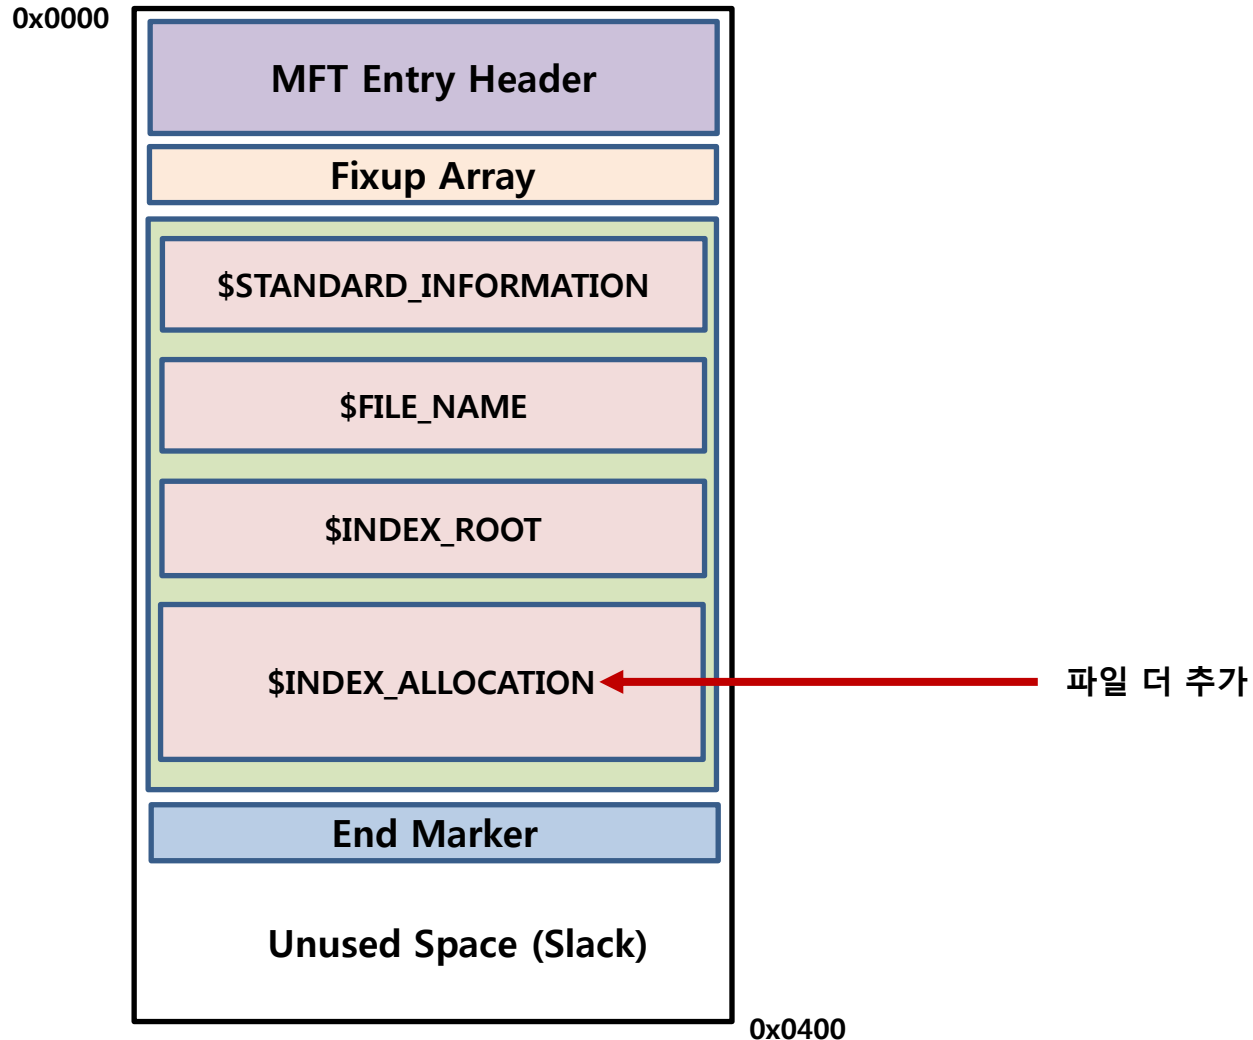 0x0000
MFT Entry Header
Fixup Array
$STANDARD_INFORMATION
$FILE_NAME
$INDEX_ROOT
$INDEX_ALLOCATION
파일 더 추가
End Marker
Unused Space (Slack)
0x0400